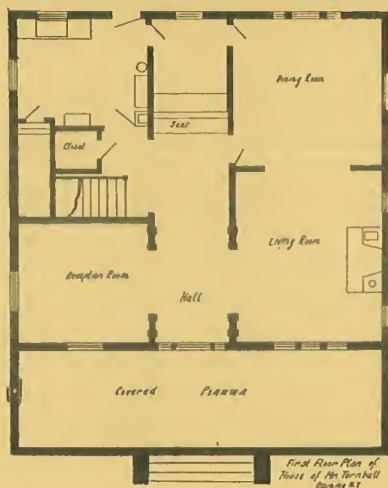 Dining Room
Seat
Closet
Living Room
Reception Room
Hall
Covered Piazza
First Floor Plan of
House of Mr Turnbull
N.Y.